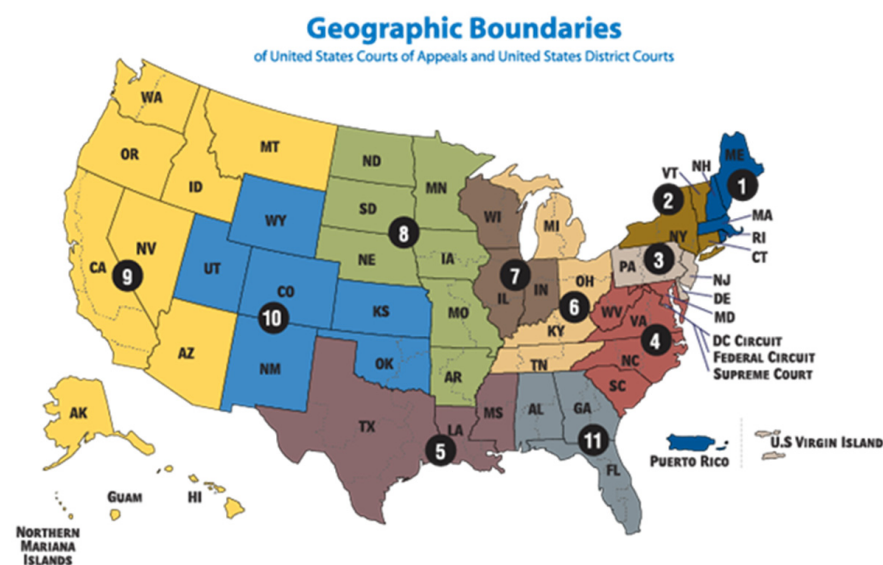 Geographic Boundaries
of United States Courts of Appeals and United States District Courts
WA
MT
ND
MN
OR
ID
SD
WI
MI
VT
NH
ME
1
2
MA
RI
CT
NY
WY
8
NE
IA
7
3
PA
NJ
DE
MD
NV
CA
9
UT
CO
10
KS
MO
IL
IN
OH
6
WV
VA
KY
4
DC CIRCUIT
FEDERAL CIRCUIT
SUPREME COURT
AZ
NM
OK
AR
TN
NC
SC
AK
TX
LA
5
MS
AL
GA
11
FL
PUERTO RICO
U.S VIRGIN ISLAND
GUAM
HI
NORTHERN
MARIANA
ISLANDS